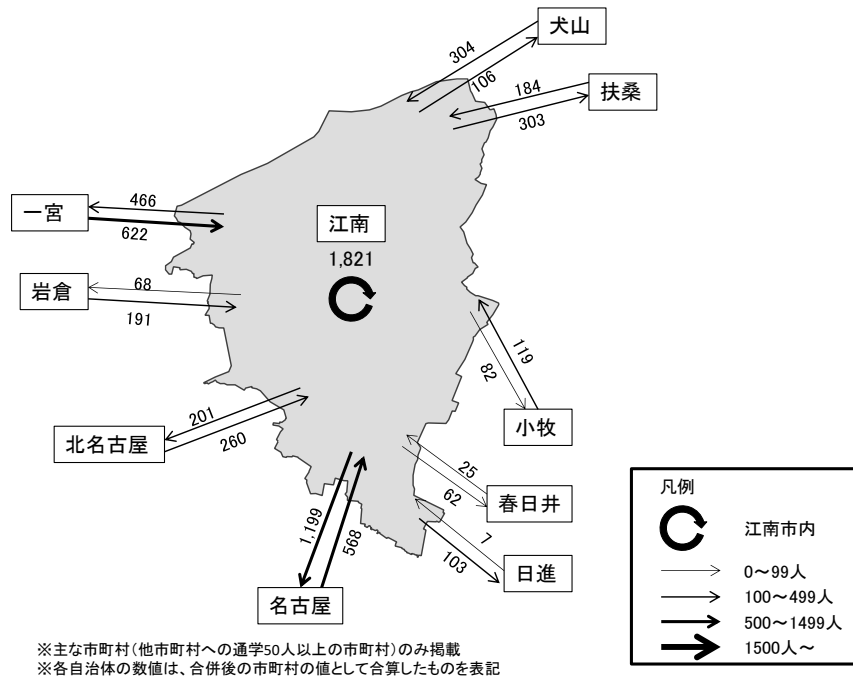 犬山
304
106
184
扶桑
303
466
一宮
622
江南
1,821
68
岩倉
191
119
82
小牧
201
北名古屋
260
25
62
春日井
1,199
568
7
103
日進
名古屋
凡例
江南市内
0～99人
100～499人
500～1499人
1500人～
※主な市町村（他市町村への通学50人以上の市町村）のみ掲載
※各自治体の数値は、合併後の市町村の値として合算したものを表記